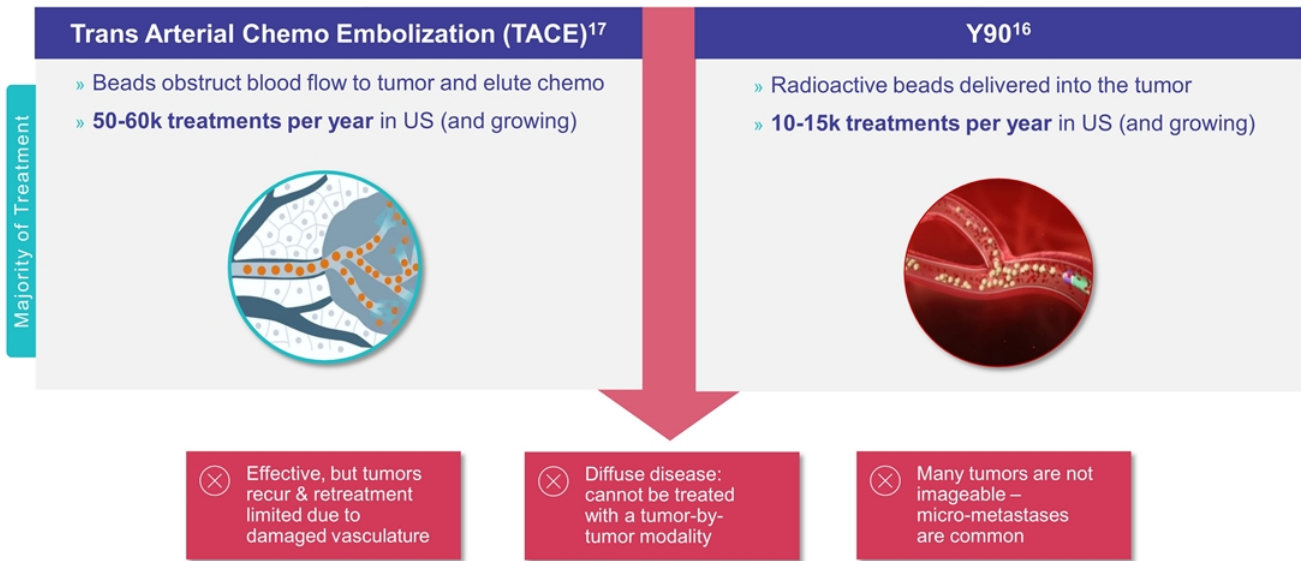 Trans Arterial Chemo Embolization (TACE)17
» Beads obstruct blood flow to tumor and elute chemo
» 50-60k treatments per year in US (and growing)
Y9016
» Radioactive beads delivered into the tumor
» 10-15k treatments per year in US (and growing)
Majority of Treatment
Effective, but tumors
recur & retreatment
limited due to
damaged vasculature
Diffuse disease:
cannot be treated
with a tumor-by-
tumor modality
Many tumors are not
imageable –
micro-metastases
are common